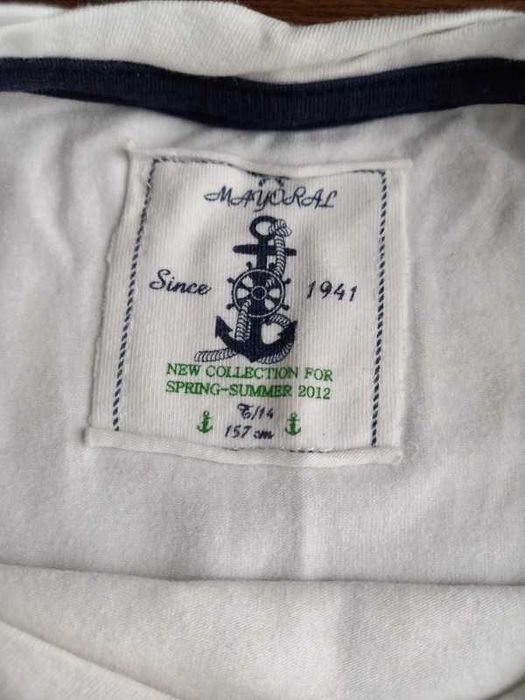 MAYORAL
Since 1941
NEW COLLECTION FOR
SPRING-SUMMER 2012
T/14
157 cm